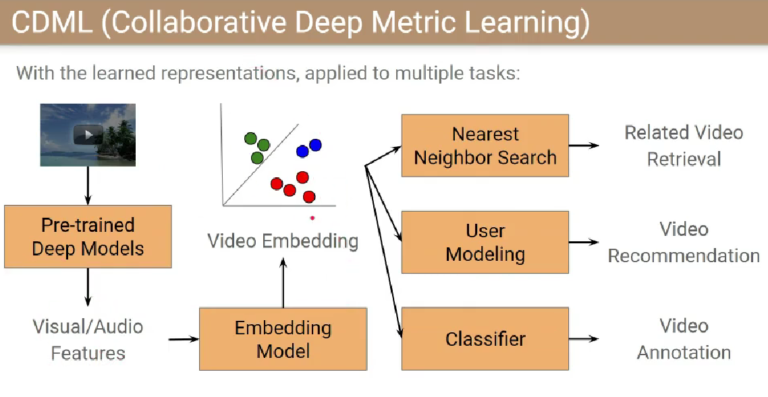 CDML (Collaborative Deep Metric Learning)
With the learned representations, applied to multiple tasks:
Pre-trained
Deep Models
Visual/Audio
Features
Embedding
Model
Video Embedding
Nearest
Neighbor Search
Related Video
Retrieval
User
Modeling
Video
Recommendation
Classifier
Video
Annotation